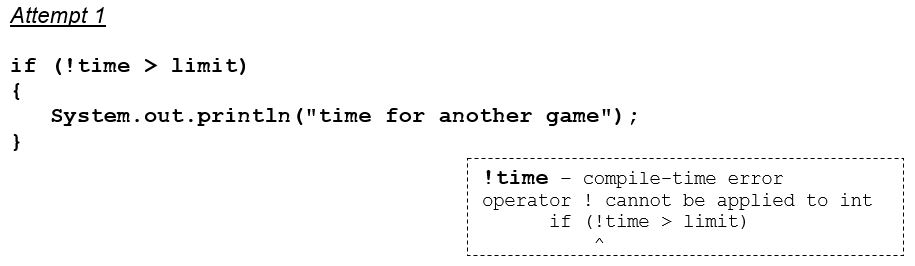 Attempt 1
if (!time > limit)
{
System.out.println("time for another game");
}
!time – compile-time error
operator ! cannot be applied to int
if (!time > limit)
^